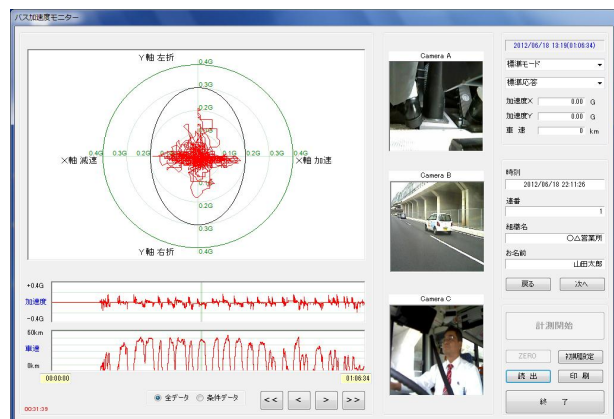 バス加速度モニター
Y軸 左折
0.4G
0.3G
0.2G
0.4G 0.3G 0.2G
X軸 減速
0.2G 0.3G 0.4G
X軸 加速
0.2G
0.3G
0.4G
Y軸 右折
+0.4G
加速度
-0.4G
60km
車速
0km
00:00:00
01:06:34
全データ
条件データ
<<
<
>
>>
00:31:39
Camera A
Camera B
Camera C
2012/06/18 13:19(01:06:34)
標準モード
標準応答
加速度X 0.00 G
加速度Y 0.00 G
車 速 0 km
時刻
2012/06/18 22:11:26
連番
1
組織名
○△営業所
お名前
山田太郎
戻る
次へ
計測開始
ZERO
初期設定
読 出
印 刷
終 了